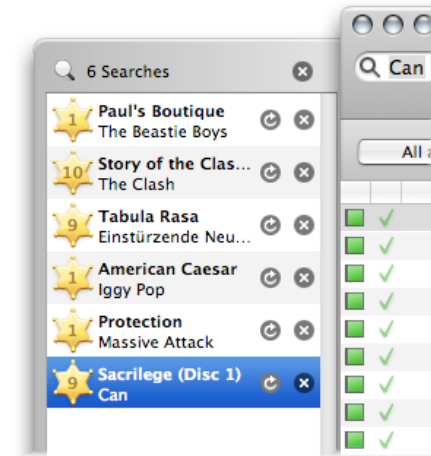 6 Searches
Can
1
Paul's Boutique
The Beastie Boys
All
10
Story of the Clas...
The Clash
9
Tabula Rasa
Einstürzende Neu...
1
American Caesar
Iggy Pop
1
Protection
Massive Attack
9
Sacrilege (Disc 1)
Can